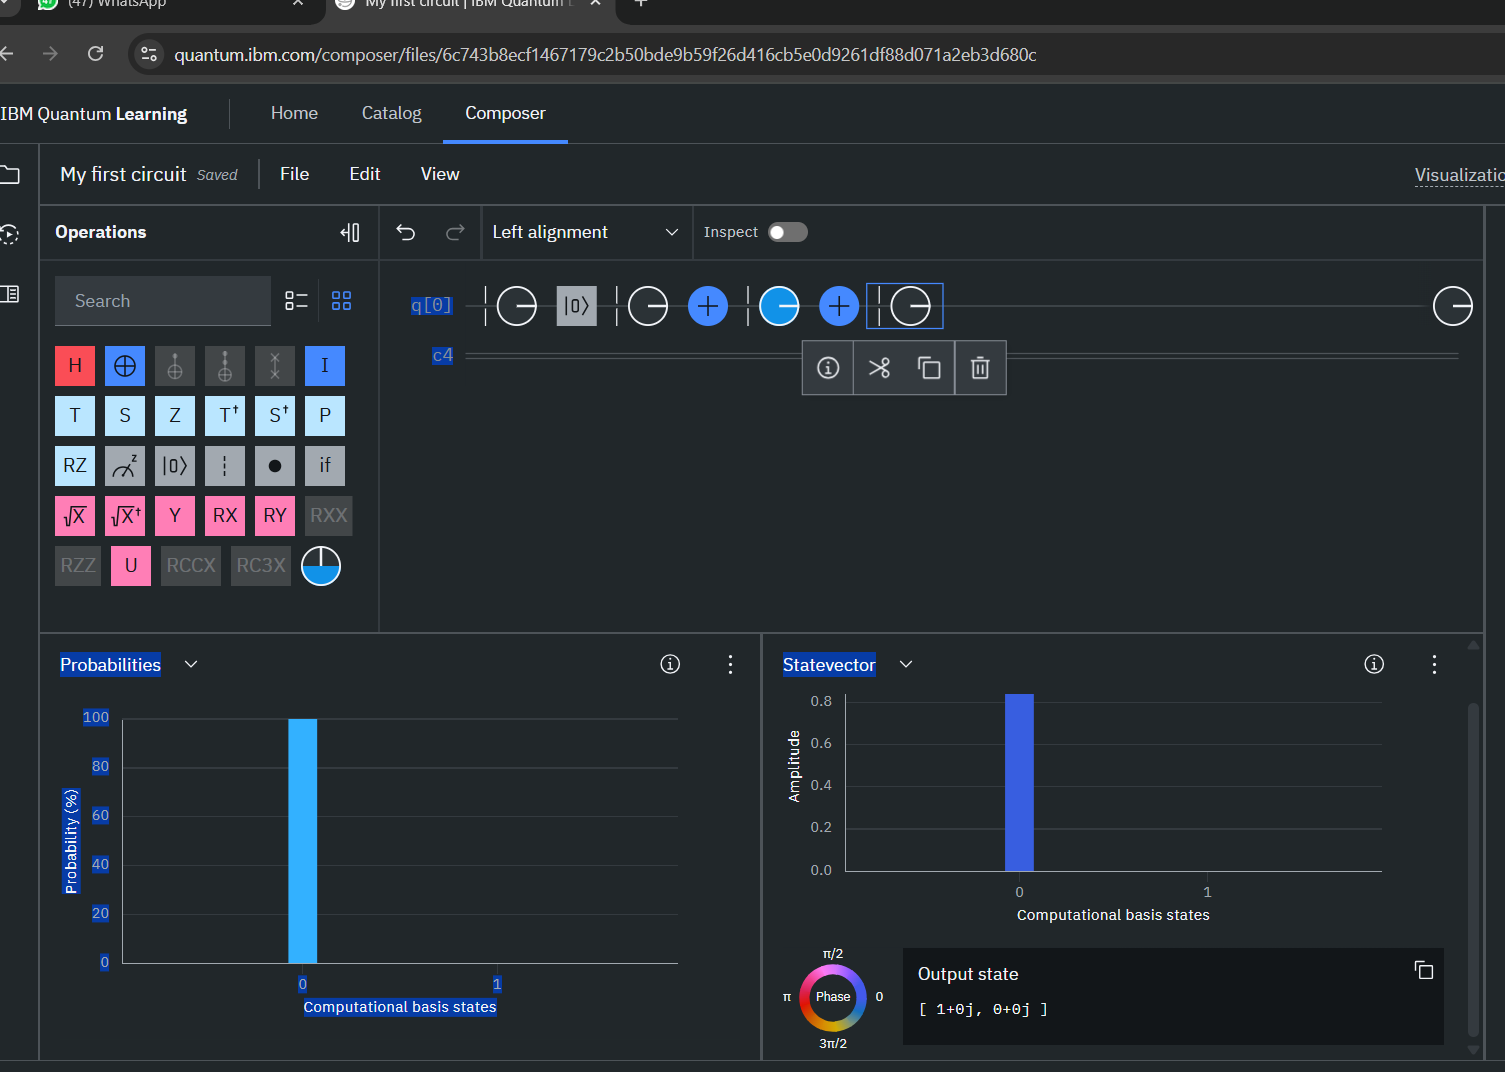 (47) WhatsApp
My first circuit | IBM Quantum L
quantum.ibm.com/composer/files/6c743b8ecf1467179c2b50bde9b59f26d416cb5e0d9261df88d071a2eb3d680c
IBM Quantum Learning
Home
Catalog
Composer
My first circuit Saved
File
Edit
View
Visualizatio
Operations
Left alignment
Inspect
Search
q[0]
|0⟩
c4
H
I
T S Z T† S† P
RZ z |0⟩ if
√X √X† Y RX RY RXX
RZZ U RCCX RC3X
Probabilities
Probability (%)
100
80
60
40
20
0
0 1
Computational basis states
Statevector
Amplitude
0.8
0.6
0.4
0.2
0.0
0 1
Computational basis states
π/2
π Phase 0
3π/2
Output state
[ 1+0j, 0+0j ]